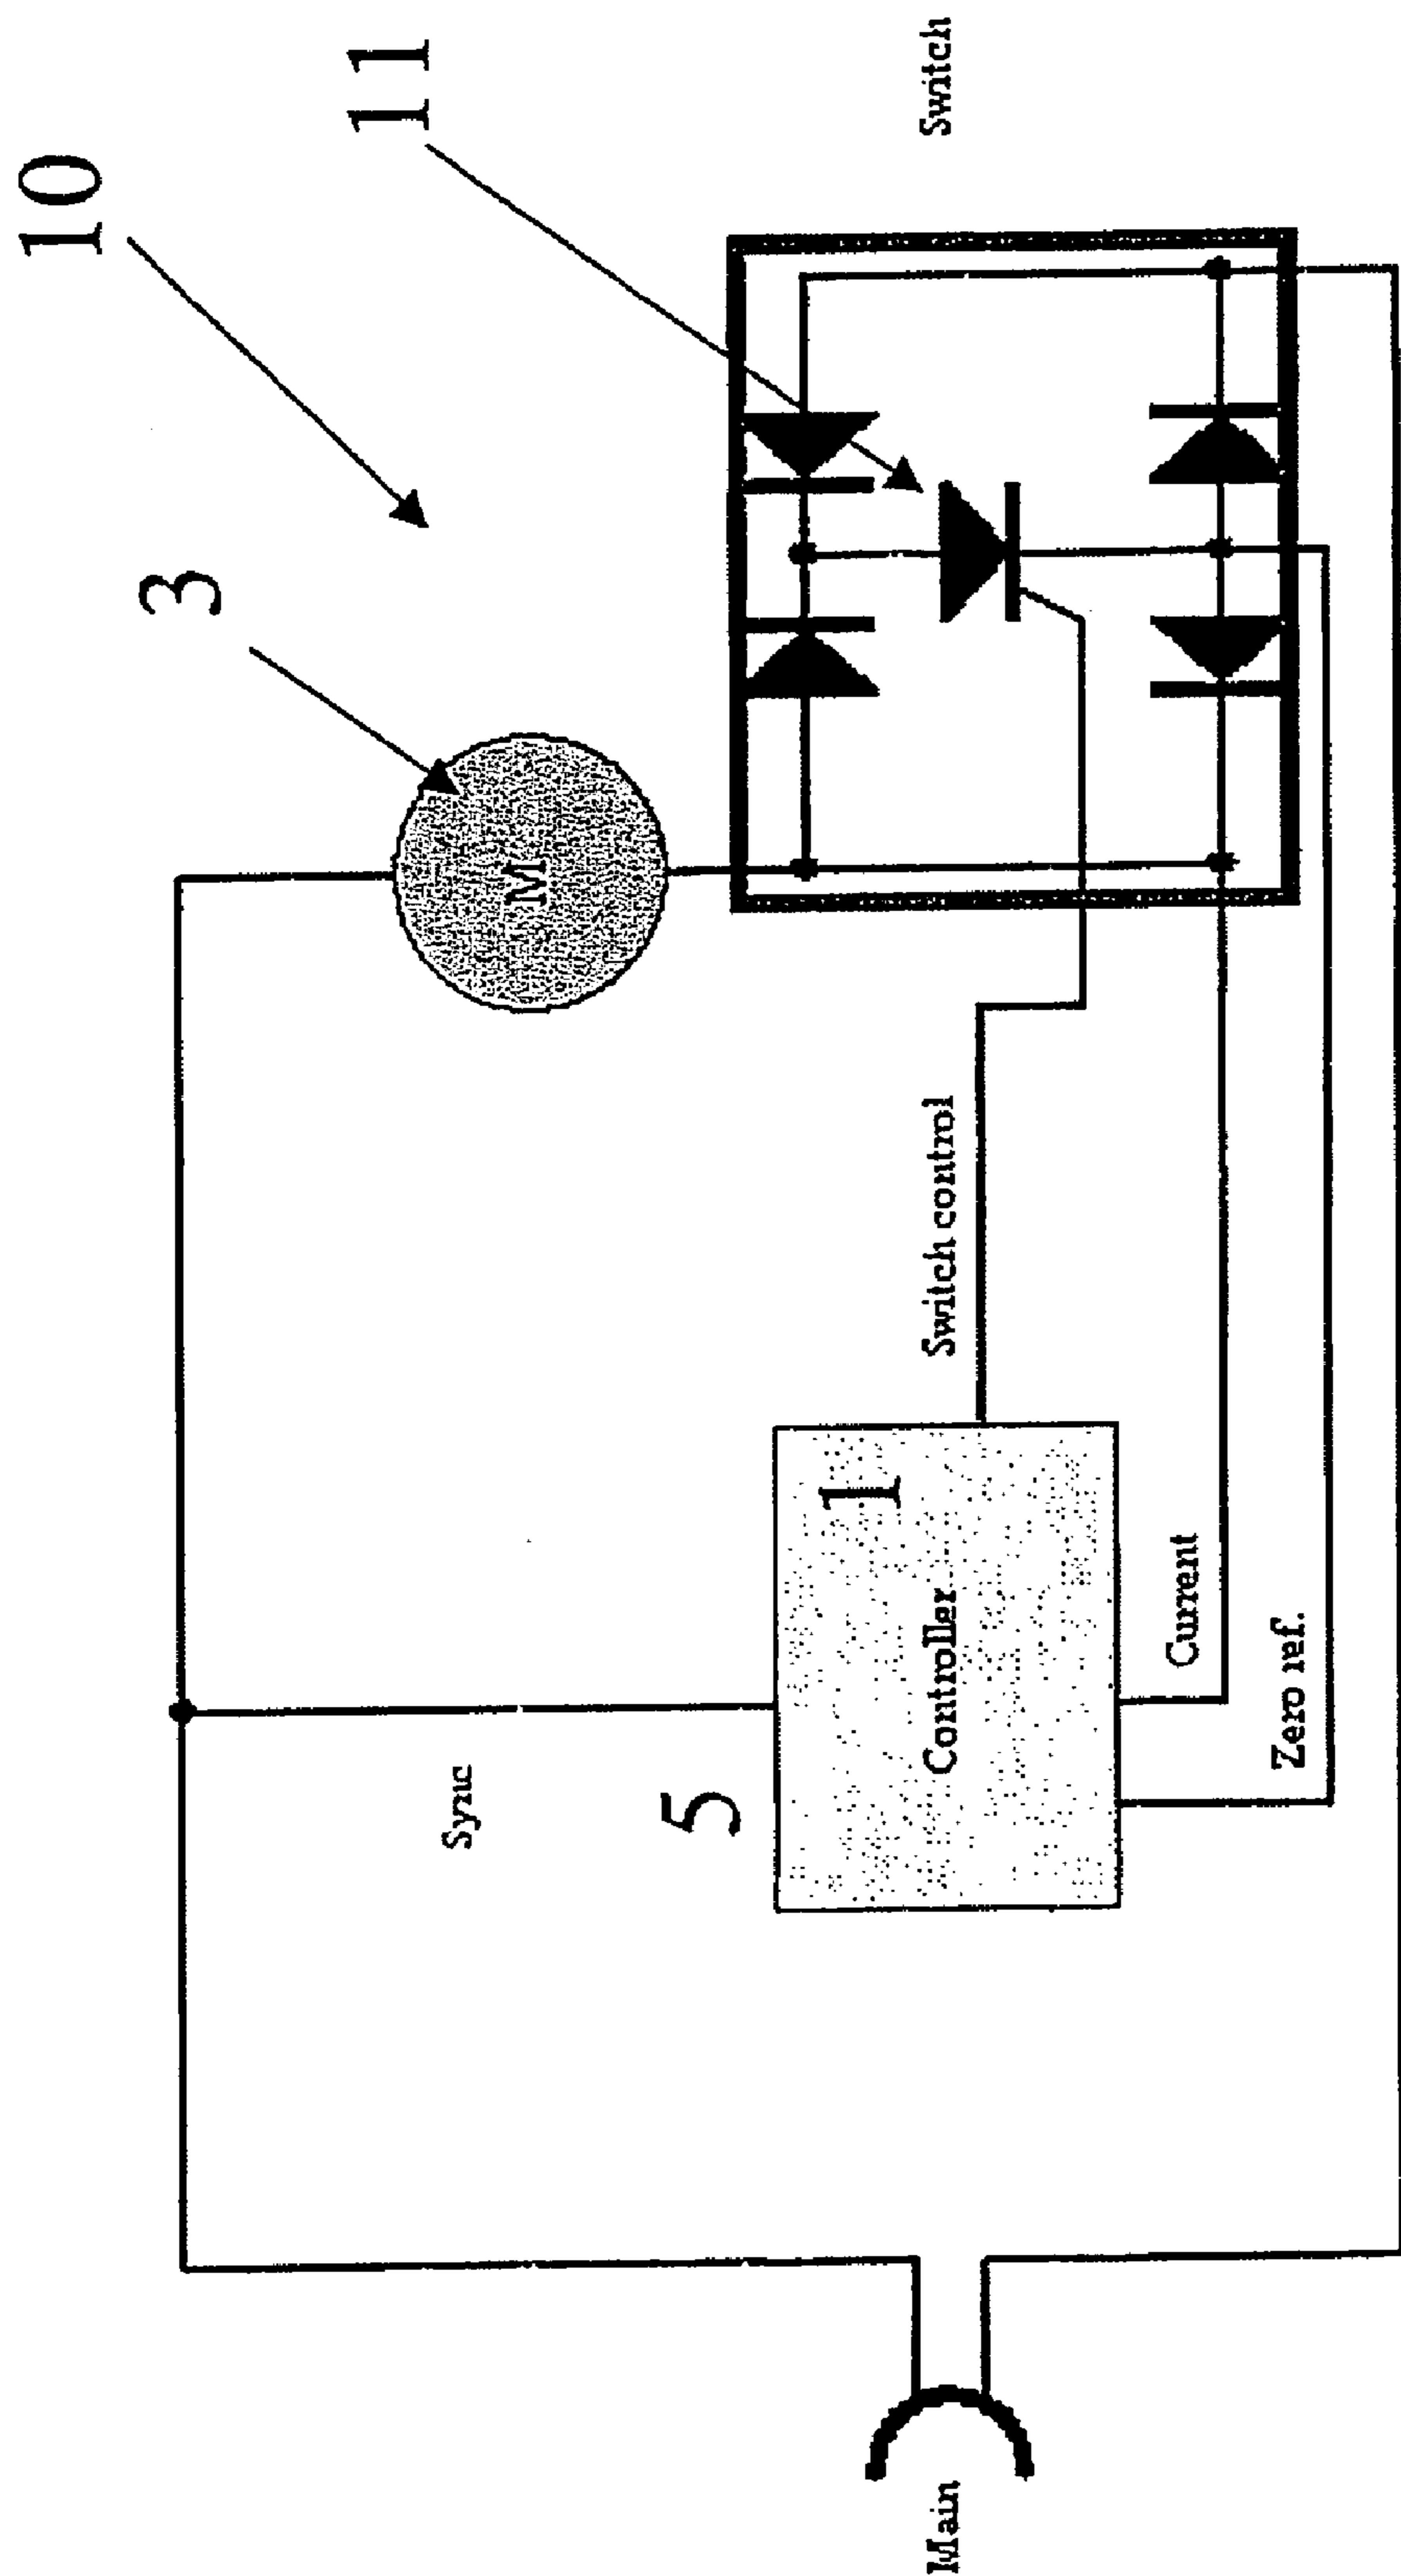 10
11
3
M
Switch
Sync
5
1
Controller
Switch control
Current
Zero ref.
Main